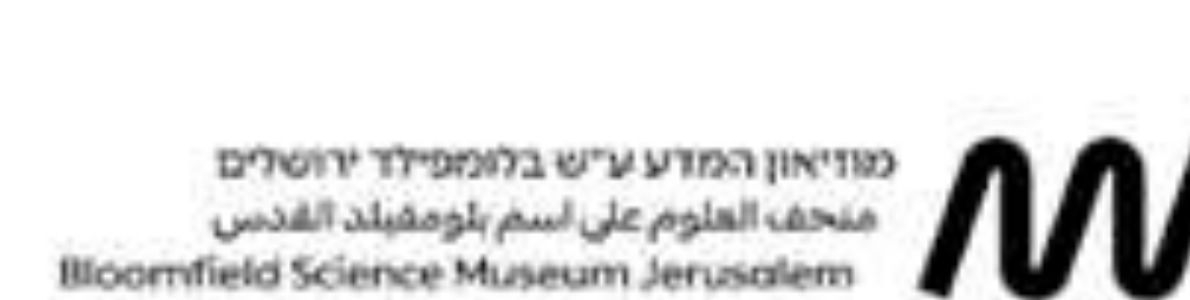 מוזיאון המדע ע״ש בלומפילד ירושלים
متحف العلوم على اسم بلومفيلد القدس
Bloomfield Science Museum Jerusalem